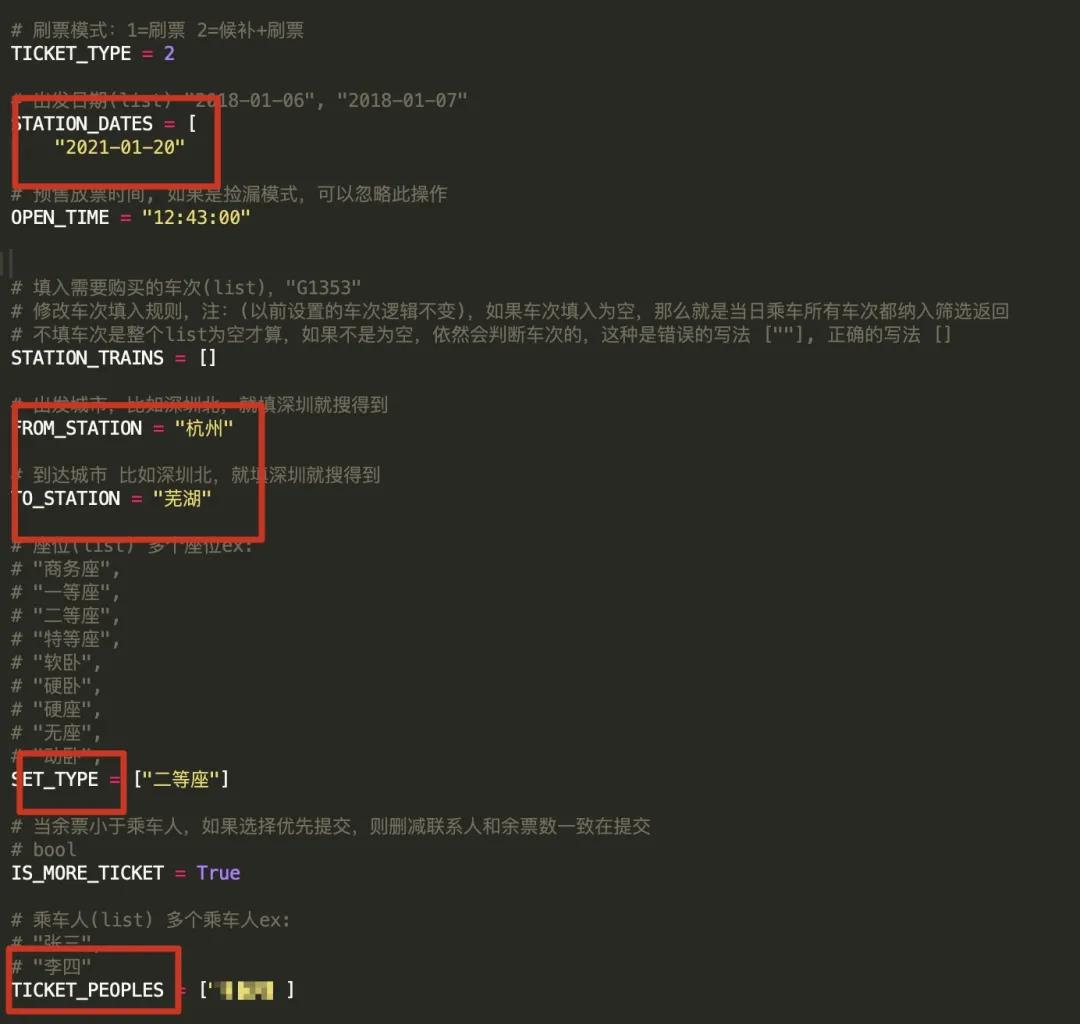 # 刷票模式：1=刷票 2=候补+刷票
TICKET_TYPE = 2
# 出发日期(list) "2018-01-06", "2018-01-07"
STATION_DATES = [
"2021-01-20"
# 预售放票时间, 如果是捡漏模式，可以忽略此操作
OPEN_TIME = "12:43:00"
# 填入需要购买的车次(list)，"G1353"
# 修改车次填入规则，注：(以前设置的车次逻辑不变)，如果车次填入为空，那么就是当日乘车所有车次都纳入筛选返回
# 不填车次是整个list为空才算，如果不是为空，依然会判断车次的，这种是错误的写法 [""], 正确的写法 []
STATION_TRAINS = []
# 出发城市，比如深圳北，就填深圳就搜得到
FROM_STATION = "杭州"
# 到达城市 比如深圳北，就填深圳就搜得到
TO_STATION = "芜湖"
# 座位(list) 多个座位ex:
# "商务座",
# "一等座",
# "二等座",
# "特等座",
# "软卧",
# "硬卧",
# "硬座",
# "无座",
# "动卧",
SET_TYPE = ["二等座"]
# 当余票小于乘车人，如果选择优先提交，则删减联系人和余票数一致在提交
# bool
IS_MORE_TICKET = True
# 乘车人(list) 多个乘车人ex:
# "张三",
# "李四"
TICKET_PEOPLES = [' ]